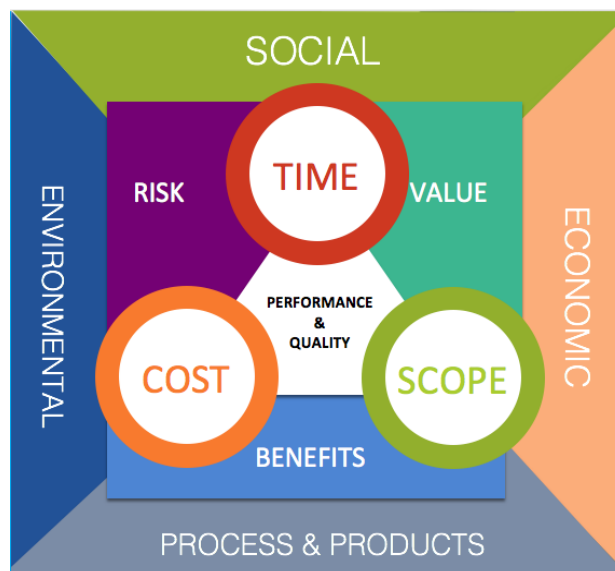 SOCIAL
TIME
RISK
VALUE
ENVIRONMENTAL
ECONOMIC
PERFORMANCE
&
QUALITY
COST
SCOPE
BENEFITS
PROCESS & PRODUCTS